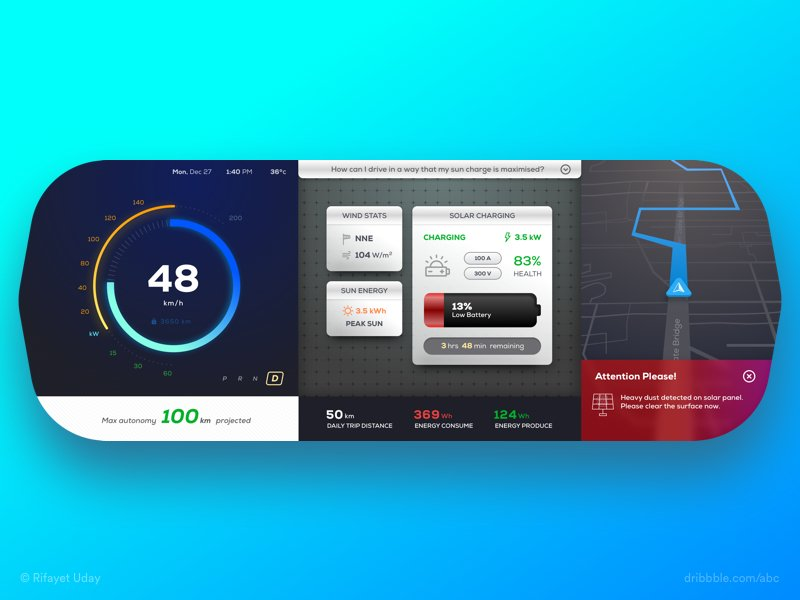 Mon, Dec 27 1:40 PM 36°c
140
120
200
100
80
60
40
20
kW
15
30
60
48
km/h
3650 km
P R N D
Max autonomy 100 km projected
How can I drive in a way that my sun charge is maximised?
WIND STATS
NNE
104 W/m²
SUN ENERGY
3.5 kWh
PEAK SUN
SOLAR CHARGING
CHARGING 3.5 kW
100 A
300 V
83%
HEALTH
13%
Low Battery
3 hrs 48 min remaining
50 km
DAILY TRIP DISTANCE
369 Wh
ENERGY CONSUME
124 Wh
ENERGY PRODUCE
Bridge
Attention Please!
Heavy dust detected on solar panel.
Please clear the surface now.
© Rifayet Uday
dribbble.com/abc